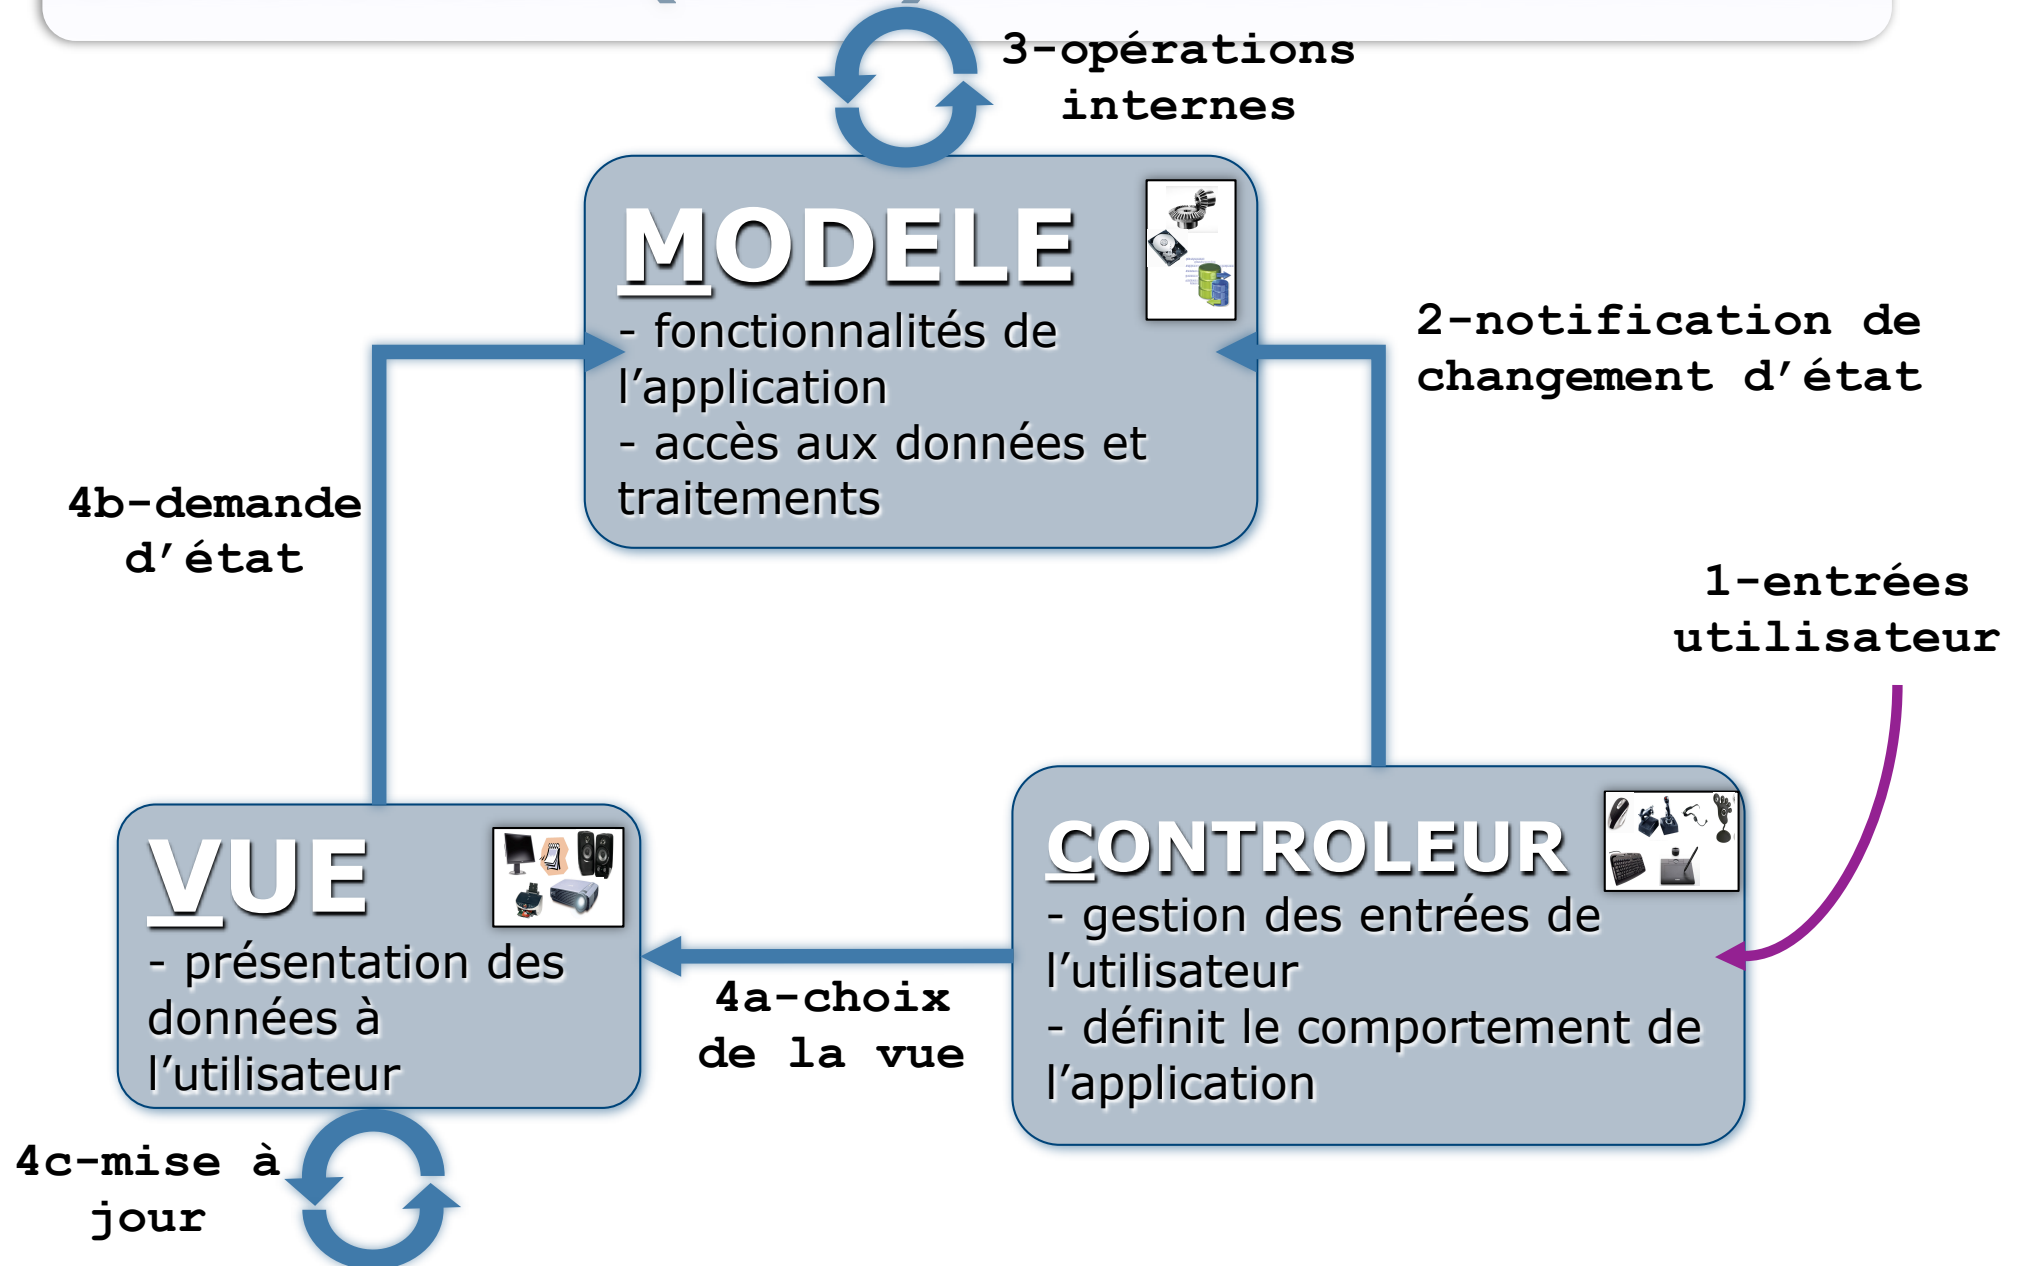 3-opérations
internes
MODELE
- fonctionnalités de
l’application
- accès aux données et
traitements
2-notification de
changement d’état
4b-demande
d’état
1-entrées
utilisateur
VUE
- présentation des
données à
l’utilisateur
4a-choix
de la vue
CONTROLEUR
- gestion des entrées de
l’utilisateur
- définit le comportement de
l’application
4c-mise à
jour